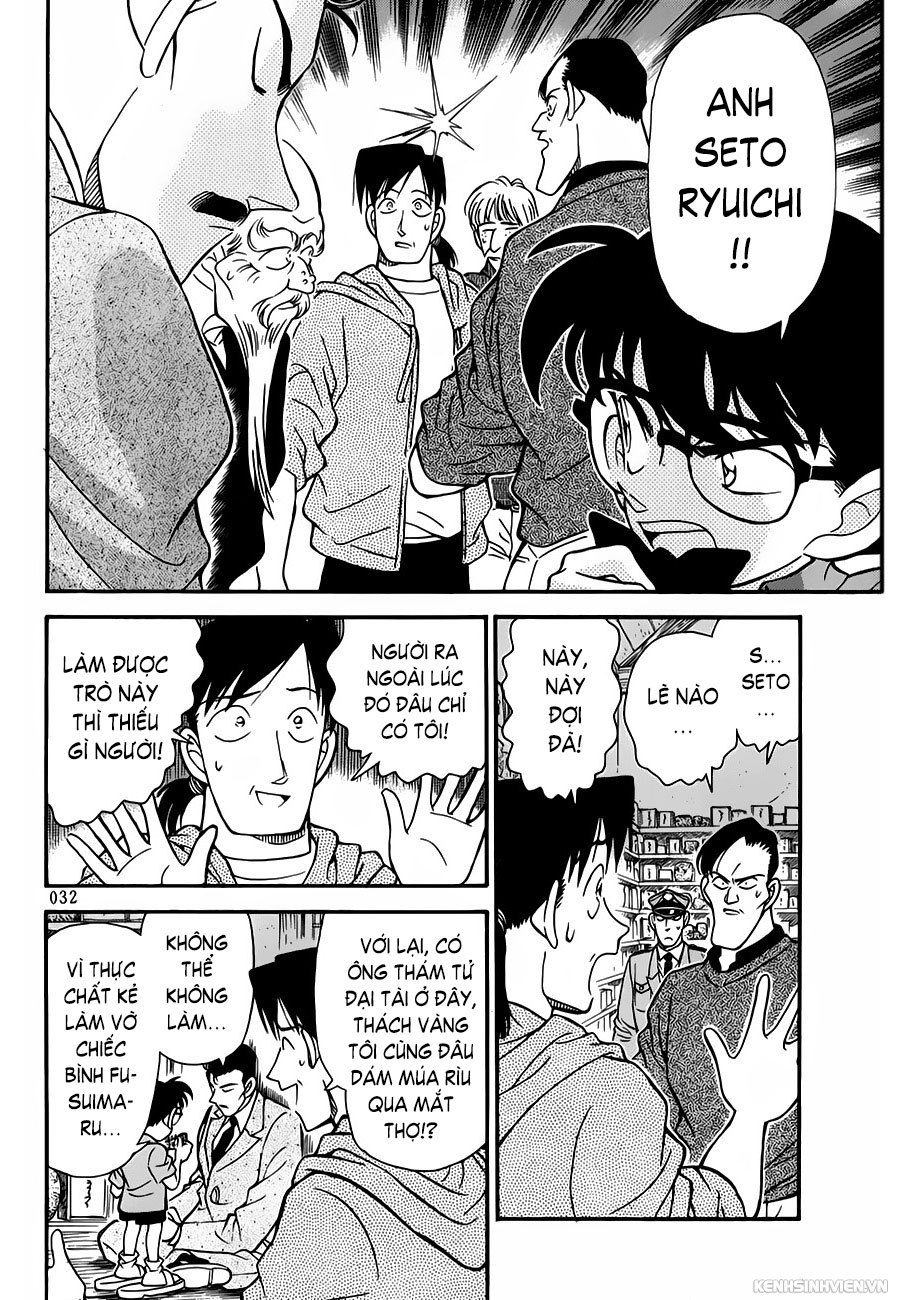 ANH
SETO
RYUICHI
!!
S...
SETO
...
LẼ NÀO
...
NÀY,
NÀY
ĐỢI
ĐÃ!
NGƯỜI RA
NGOÀI LÚC
ĐÓ ĐÂU CHỈ
CÓ TÔI!
LÀM ĐƯỢC
TRÒ NÀY
THÌ THIẾU
GÌ NGƯỜI!
032
VỚI LẠI, CÓ
ÔNG THÁM TỬ
ĐẠI TÀI Ở ĐÂY,
THÁCH VÀNG
TÔI CŨNG ĐÂU
DÁM MÚA RÌU
QUA MẮT
THỢ!?
KHÔNG
THỂ
KHÔNG
LÀM...
VÌ THỰC
CHẤT KẺ
LÀM VỠ
CHIẾC
BÌNH FU-
SUIMA-
RU...
KENHSINHVIEN.VN